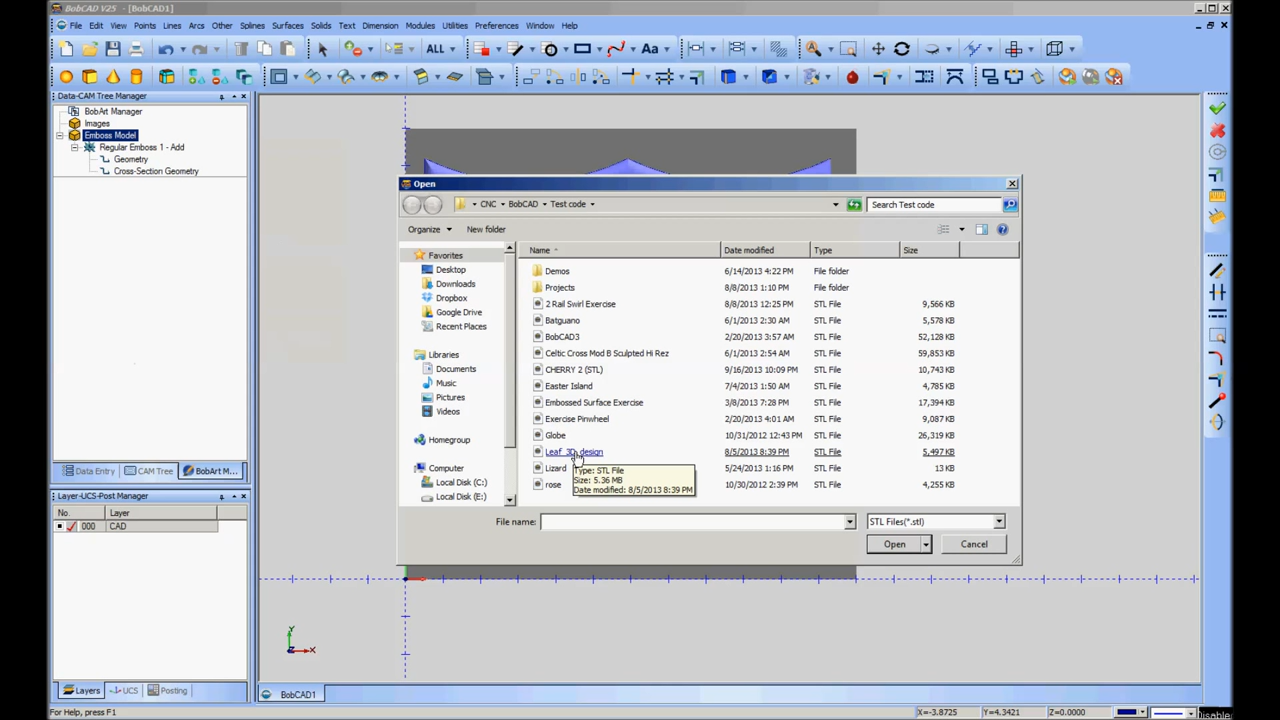 BobCAD V25 - [BobCAD1]
File Edit View Points Lines Arcs Other Splines Surfaces Solids Text Dimension Modules Utilities Preferences Window Help
ALL
Aa
Data-CAM Tree Manager
BobArt Manager
Images
Emboss Model
Regular Emboss 1 - Add
Geometry
Cross-Section Geometry
Data Entry CAM Tree BobArt M...
Layer-UCS-Post Manager
No. Layer
000 CAD
Layers UCS Posting
Open
CNC BobCAD Test code
Search Test code
Organize New folder
Favorites
Desktop
Downloads
Dropbox
Google Drive
Recent Places
Libraries
Documents
Music
Pictures
Videos
Homegroup
Computer
Local Disk (C:)
Local Disk (E:)
Name Date modified Type Size
Demos 6/14/2013 4:22 PM File folder
Projects 8/8/2013 1:10 PM File folder
2 Rail Swirl Exercise 8/8/2013 12:25 PM STL File 9,566 KB
Batguano 6/1/2013 2:30 AM STL File 5,578 KB
BobCAD3 2/20/2013 3:57 AM STL File 52,128 KB
Celtic Cross Mod B Sculpted Hi Rez 6/1/2013 2:54 AM STL File 59,853 KB
CHERRY 2 (STL) 9/16/2013 10:09 PM STL File 10,743 KB
Easter Island 7/4/2013 1:50 AM STL File 4,785 KB
Embossed Surface Exercise 3/8/2013 7:28 PM STL File 17,394 KB
Exercise Pinwheel 2/20/2013 4:01 AM STL File 9,087 KB
Globe 10/31/2012 12:43 PM STL File 26,319 KB
Leaf_3D_design 8/5/2013 8:39 PM STL File 5,497 KB
Lizard 5/24/2013 1:16 PM STL File 13 KB
rose 10/30/2012 2:39 PM STL File 4,255 KB
Type: STL File
Size: 5.36 MB
Date modified: 8/5/2013 8:39 PM
File name: STL Files(*.stl)
Open Cancel
Y
X
Z
BobCAD1
For Help, press F1 X=-3.8725 Y=4.3421 Z=0.0000 Disable